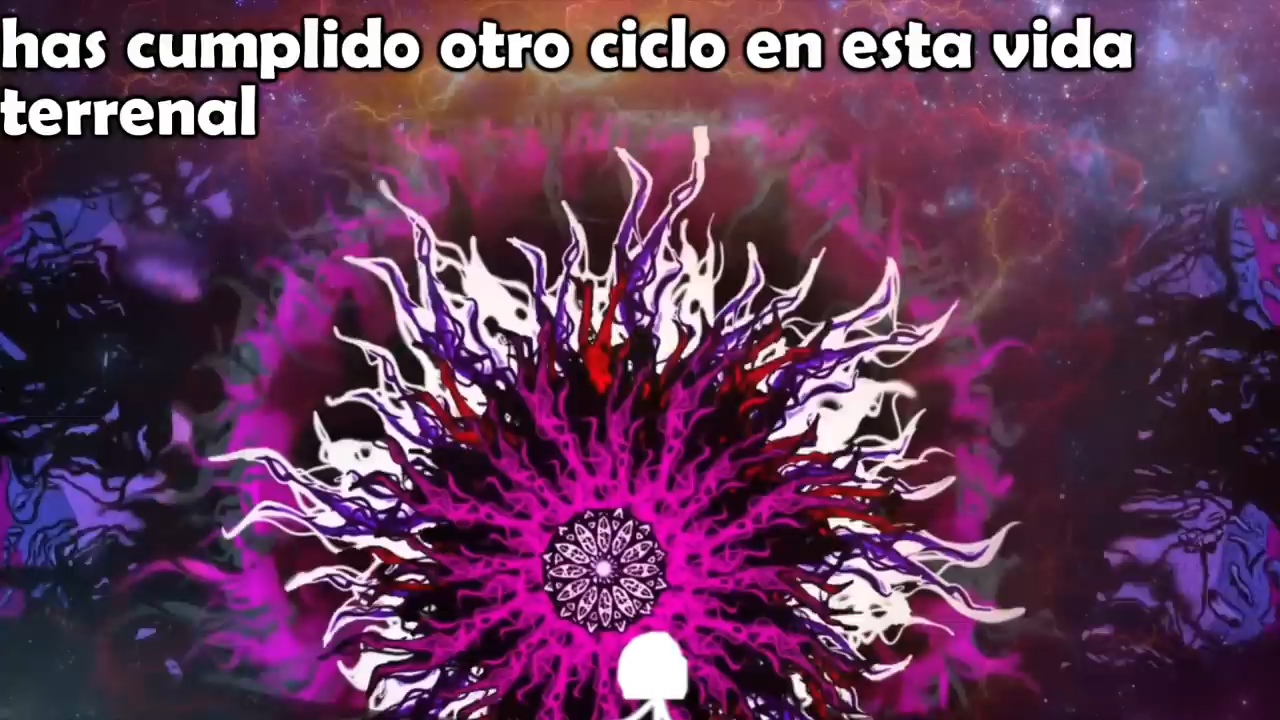 has cumplido otro ciclo en esta vida
terrenal